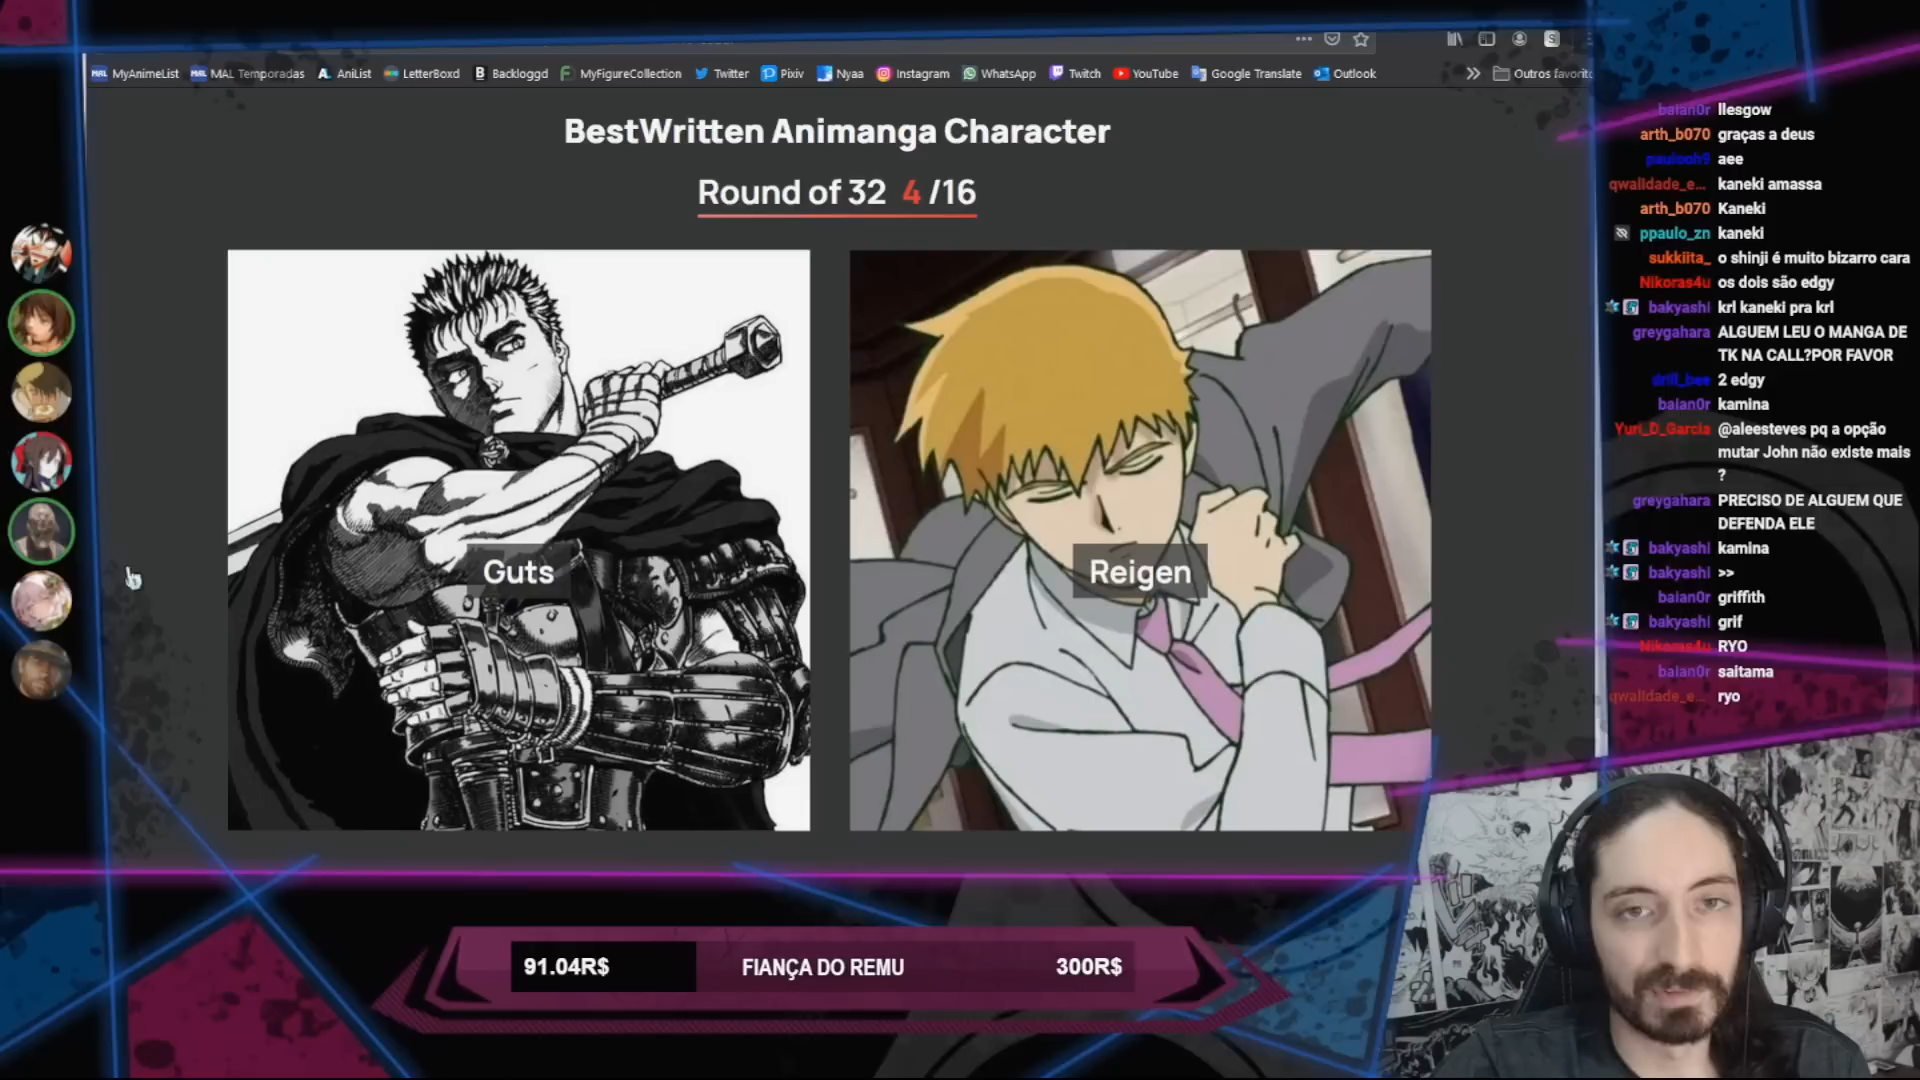 MyAnimeList MAL Temporadas AniList LetterBoxd Backloggd MyFigureCollection Twitter Pixiv Nyaa Instagram WhatsApp Twitch YouTube Google Translate Outlook Outros favorito
BestWritten Animanga Character
Round of 32 4 /16
Guts
Reigen
baian0r llesgow
arth_b070 graças a deus
paulooh9 aee
qwalldade_e... kaneki amassa
arth_b070 Kaneki
ppaulo_zn kaneki
sukkiita_ o shinji é muito bizarro cara
Nikoras4u os dois são edgy
bakyashi krl kaneki pra krl
greygahara ALGUEM LEU O MANGA DE
TK NA CALL?POR FAVOR
drill_bee 2 edgy
baian0r kamina
Yuri_D_Garcia @aleesteves pq a opção
mutar John não existe mais
?
greygahara PRECISO DE ALGUEM QUE
DEFENDA ELE
bakyashi kamina
bakyashi >>
baian0r griffith
bakyashi grif
Nikoras4u RYO
baian0r saitama
qwalldade_e... ryo
91.04R$ FIANÇA DO REMU 300R$